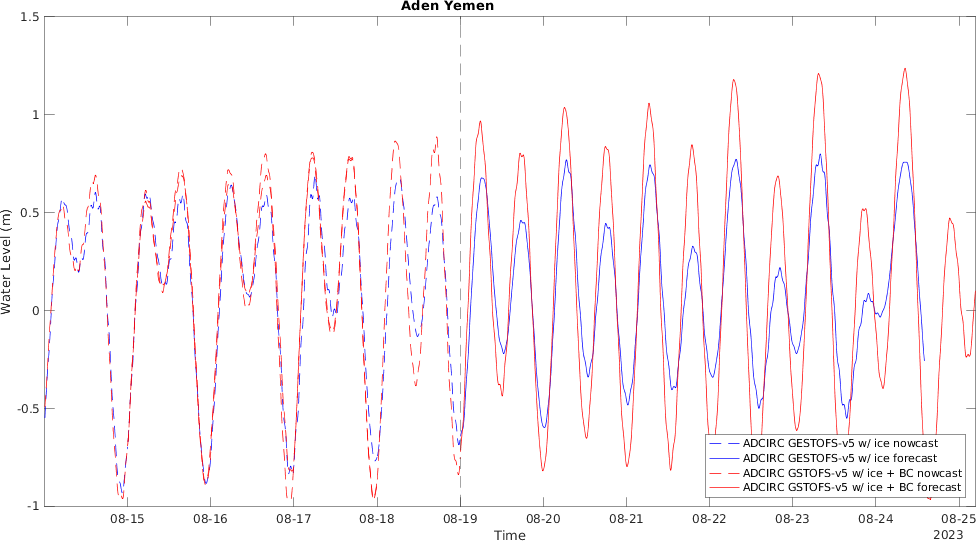 Aden Yemen
1.5
1
0.5
0
-0.5
-1
Water Level (m)
ADCIRC GESTOFS-v5 w/ ice nowcast
ADCIRC GESTOFS-v5 w/ ice forecast
ADCIRC GSTOFS-v5 w/ ice + BC nowcast
ADCIRC GSTOFS-v5 w/ ice + BC forecast
08-15 08-16 08-17 08-18 08-19 08-20 08-21 08-22 08-23 08-24 08-25
Time
2023